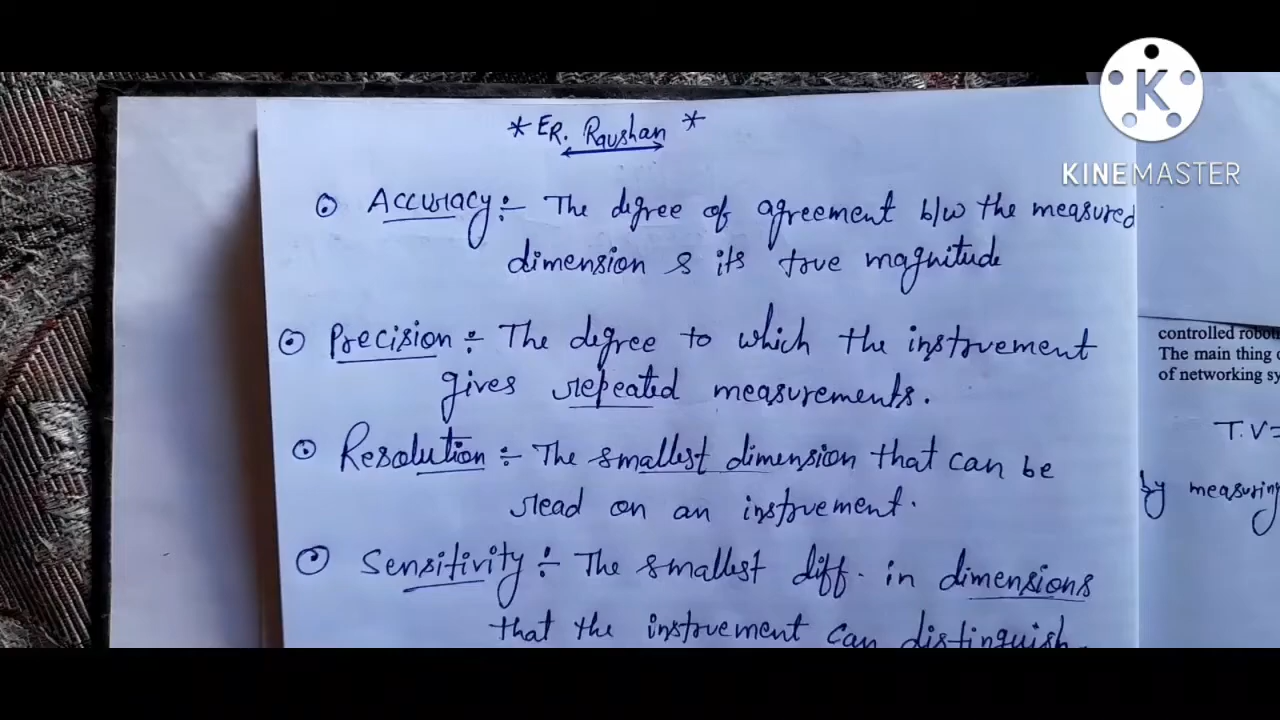 * ER. Raushan *
Accuracy :- The degree of agreement b/w the measured
dimension & its true magnitude
Precision :- The degree to which the instrument
gives repeated measurements.
Resolution :- The smallest dimension that can be
read on an instrument.
Sensitivity :- The smallest diff. in dimensions
that the instrument can distinguish.
K
KINEMASTER
controlled robot
The main thing
of networking sy
T.V=
by measuring